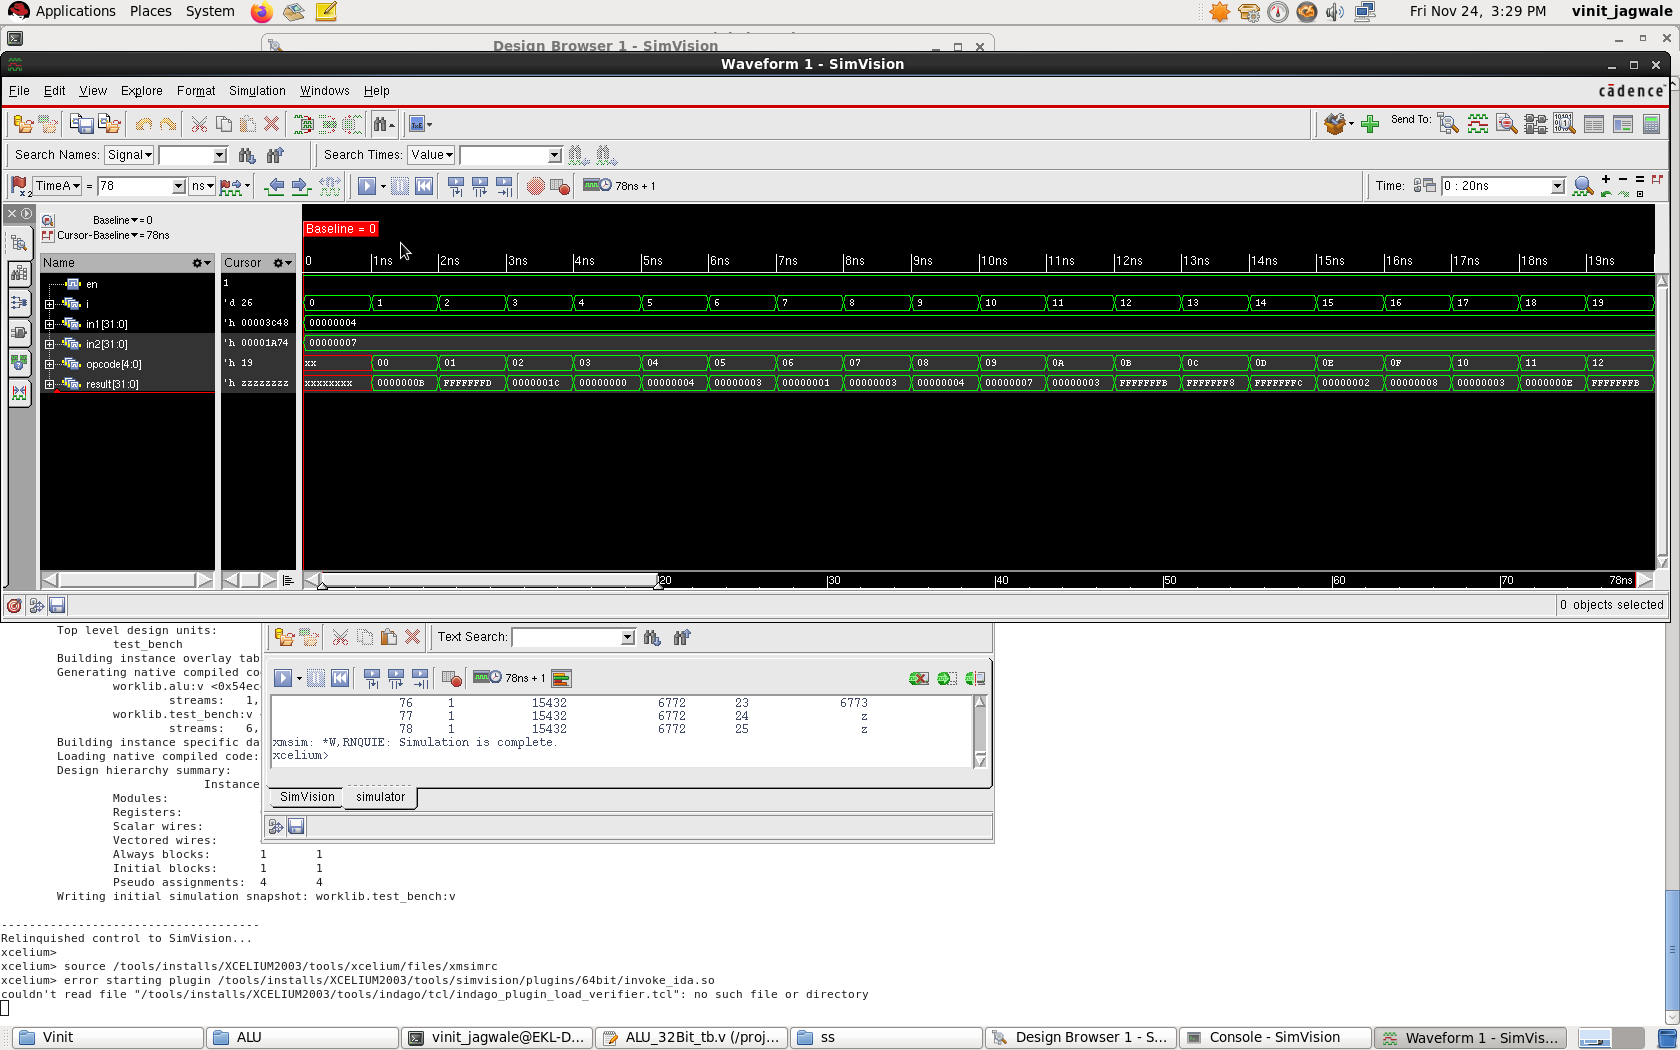 Applications Places System Fri Nov 24, 3:29 PM vinit_jagwale
Design Browser 1 - SimVision
Waveform 1 - SimVision
File Edit View Explore Format Simulation Windows Help cādence
Send To:
Search Names: Signal Search Times: Value
TimeA = 78 ns 78ns + 1 Time: 0 : 20ns
Baseline = 0
Cursor-Baseline = 78ns
Baseline = 0
Name Cursor 0 1ns 2ns 3ns 4ns 5ns 6ns 7ns 8ns 9ns 10ns 11ns 12ns 13ns 14ns 15ns 16ns 17ns 18ns 19ns
en 1
i 'd 26 0 1 2 3 4 5 6 7 8 9 10 11 12 13 14 15 16 17 18 19
in1[31:0] 'h 00003c48 00000004
in2[31:0] 'h 00001A74 00000007
opcode[4:0] 'h 19 xx 00 01 02 03 04 05 06 07 08 09 0A 0B 0C 0D 0E 0F 10 11 12
result[31:0] 'h zzzzzzzz xxxxxxxx 0000000B FFFFFFFD 0000001C 00000000 00000004 00000003 00000001 00000003 00000004 00000007 00000003 FFFFFFFB FFFFFFF8 FFFFFFFC 00000002 00000008 00000003 0000000E FFFFFFFB
20 30 40 50 60 70 78ns
0 objects selected
Text Search:
78ns + 1
76 1 15432 6772 23 6773
77 1 15432 6772 24 z
78 1 15432 6772 25 z
xmsim: *W,RNQUIE: Simulation is complete.
xcelium>
SimVision simulator
Top level design units:
test_bench
Building instance overlay tab
Generating native compiled co
worklib.alu:v <0x54ec
streams: 1,
worklib.test_bench:v
streams: 6,
Building instance specific da
Loading native compiled code:
Design hierarchy summary:
Instance
Modules:
Registers:
Scalar wires:
Vectored wires:
Always blocks: 1 1
Initial blocks: 1 1
Pseudo assignments: 4 4
Writing initial simulation snapshot: worklib.test_bench:v
-------------------------------------
Relinquished control to SimVision...
xcelium>
xcelium> source /tools/installs/XCELIUM2003/tools/xcelium/files/xmsimrc
xcelium> error starting plugin /tools/installs/XCELIUM2003/tools/simvision/plugins/64bit/invoke_ida.so
couldn't read file "/tools/installs/XCELIUM2003/tools/indago/tcl/indago_plugin_load_verifier.tcl": no such file or directory
Vinit ALU vinit_jagwale@EKL-D... ALU_32Bit_tb.v (/proj... ss Design Browser 1 - S... Console - SimVision Waveform 1 - SimVis...